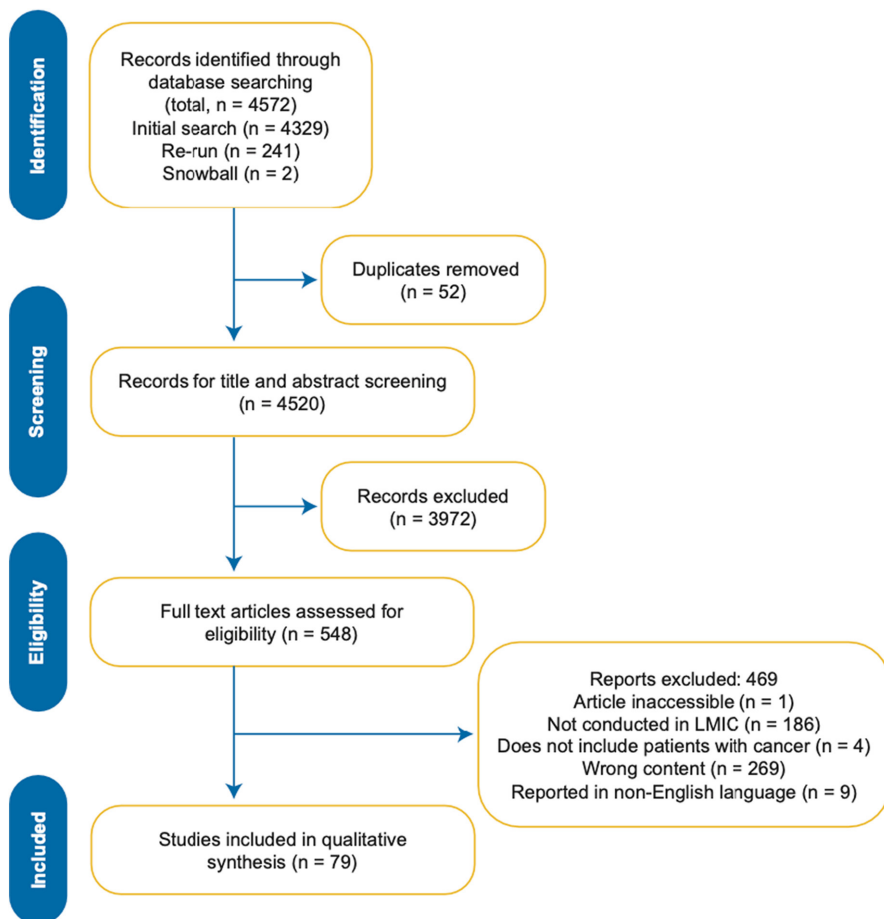 Identification
Records identified through
database searching
(total, n = 4572)
Initial search (n = 4329)
Re-run (n = 241)
Snowball (n = 2)
Duplicates removed
(n = 52)
Screening
Records for title and abstract screening
(n = 4520)
Records excluded
(n = 3972)
Eligibility
Full text articles assessed for
eligibility (n = 548)
Reports excluded: 469
Article inaccessible (n = 1)
Not conducted in LMIC (n = 186)
Does not include patients with cancer (n = 4)
Wrong content (n = 269)
Reported in non-English language (n = 9)
Included
Studies included in qualitative
synthesis (n = 79)